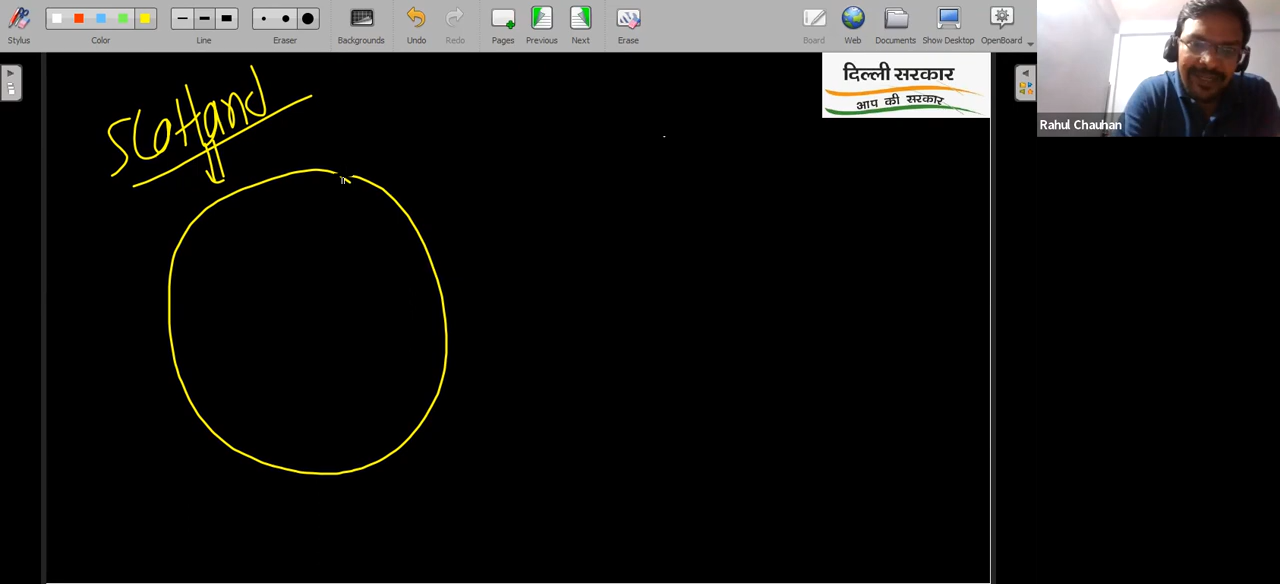 Stylus Color Line Eraser Backgrounds Undo Redo Pages Previous Next Erase Board Web Documents Show Desktop OpenBoard
Scotland
दिल्ली सरकार
आप की सरकार
Rahul Chauhan